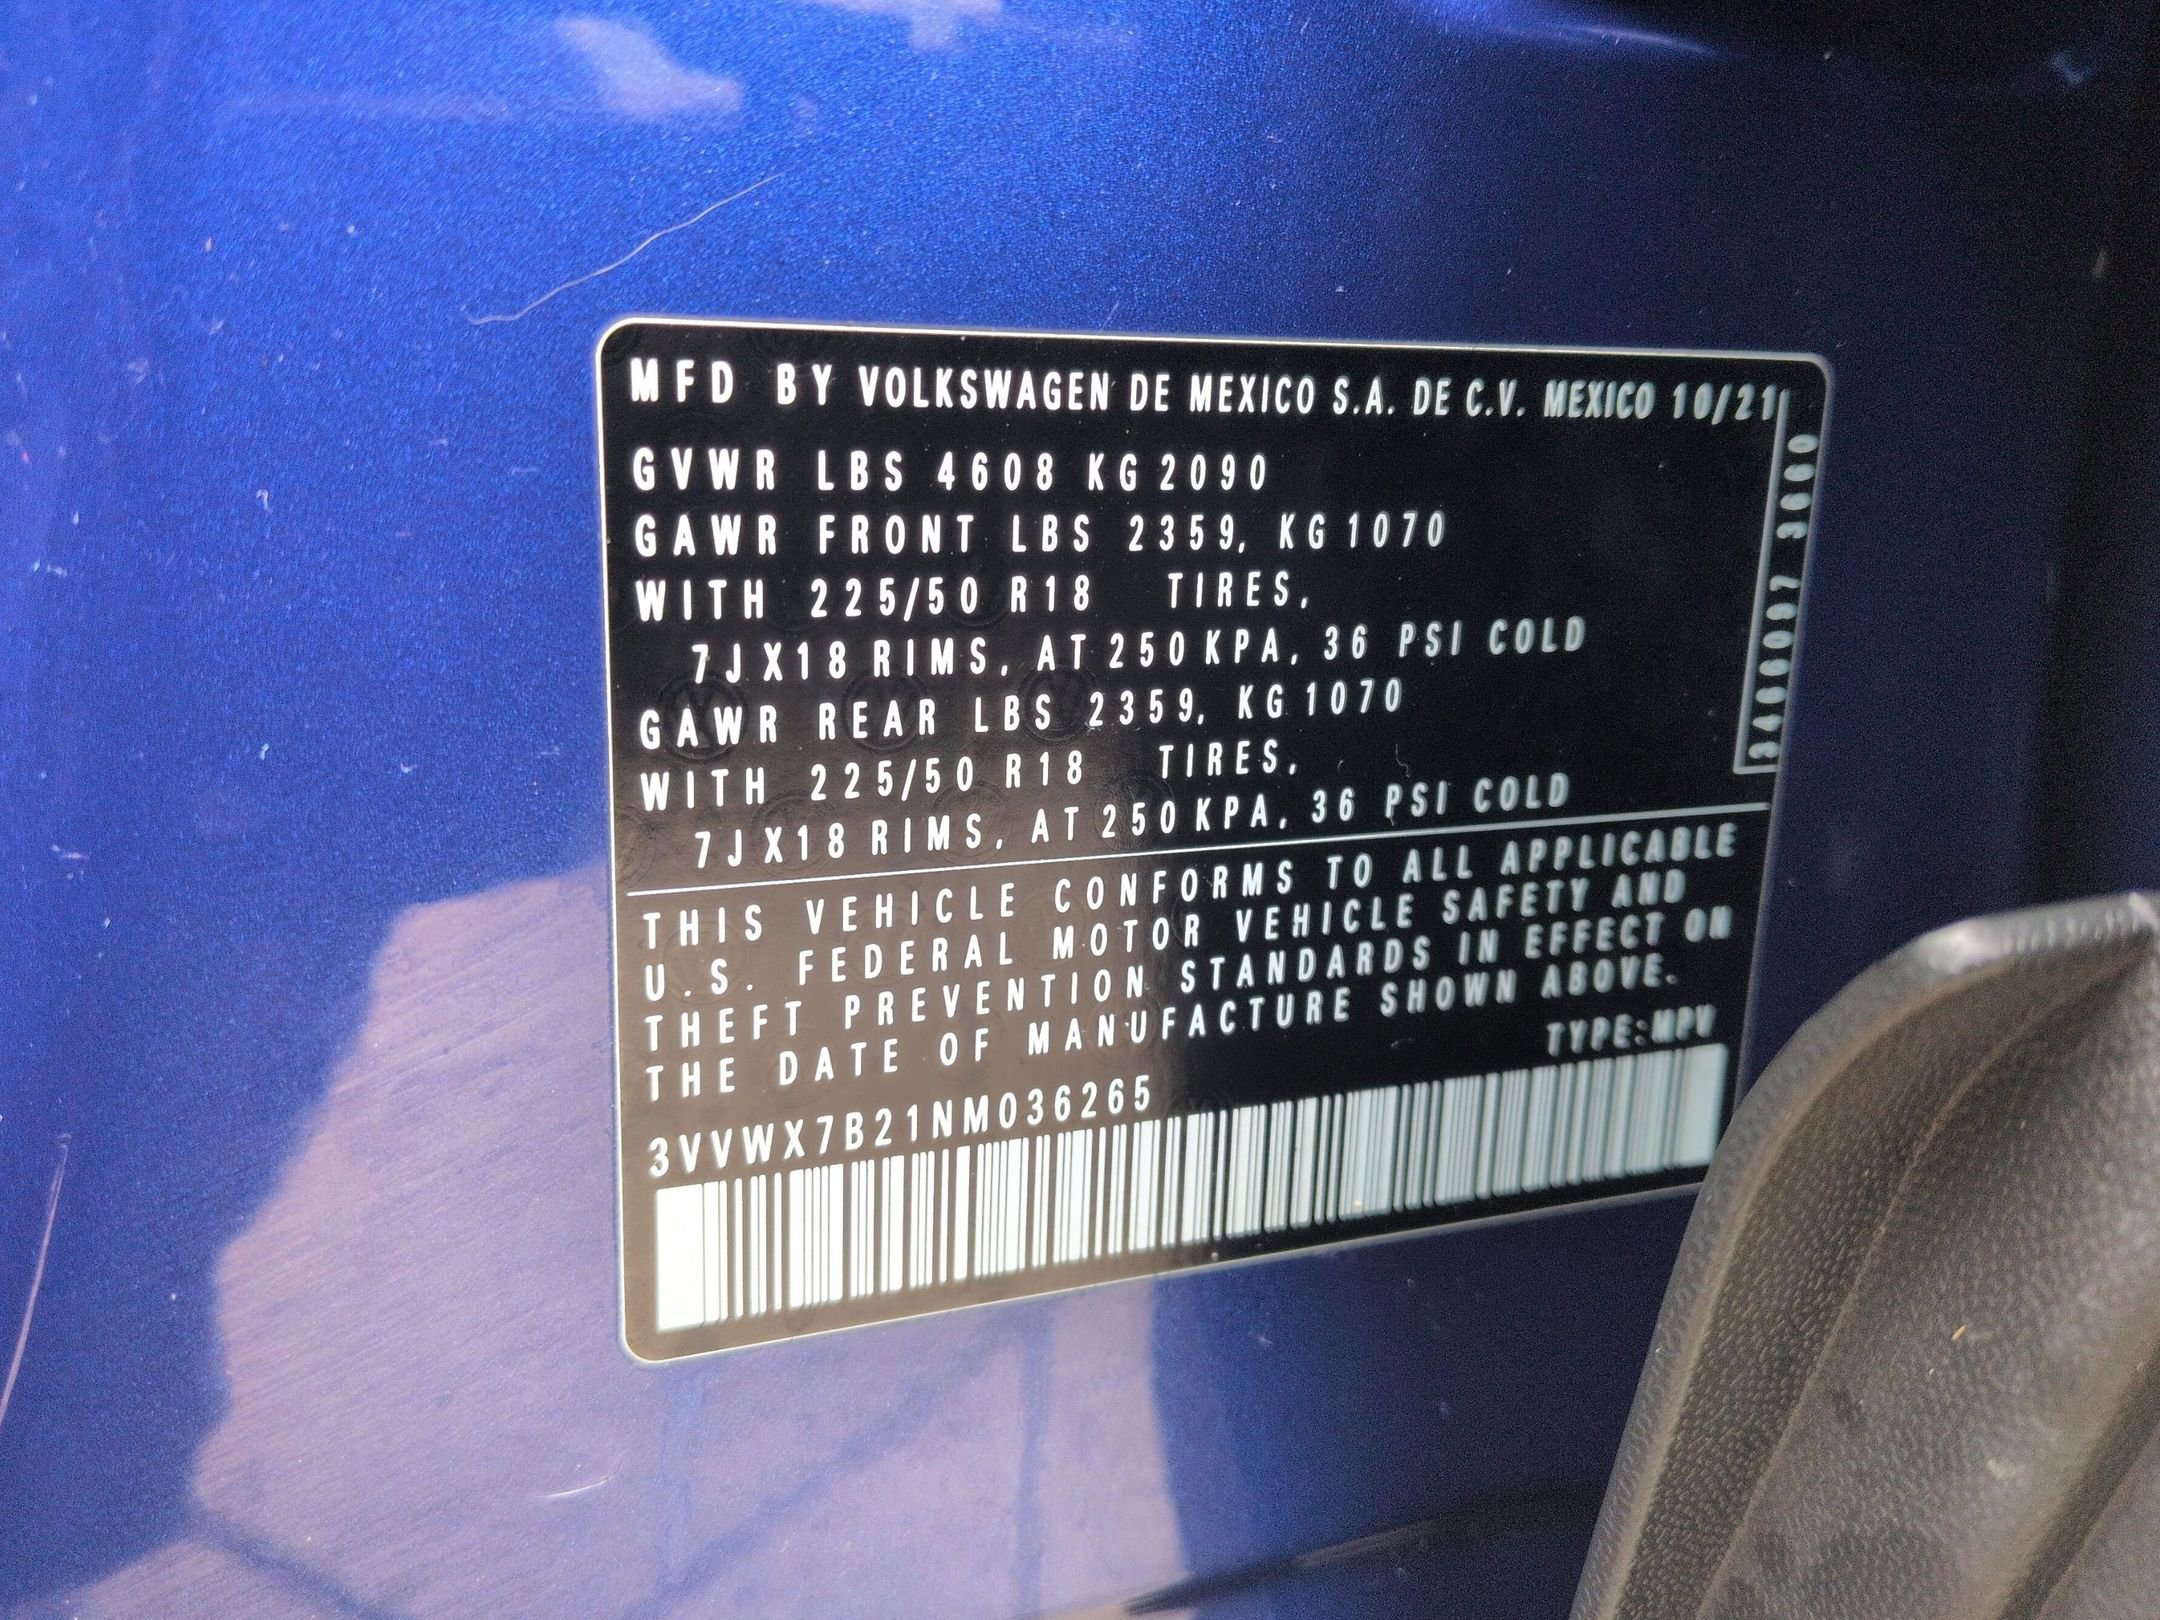 MFD BY VOLKSWAGEN DE MEXICO S.A. DE C.V. MEXICO 10/21
GVWR LBS 4608 KG 2090
GAWR FRONT LBS 2359, KG 1070
WITH 225/50 R18 TIRES,
7J X18 RIMS, AT 250 KPA, 36 PSI COLD
GAWR REAR LBS 2359, KG 1070
WITH 225/50 R18 TIRES,
7J X18 RIMS, AT 250 KPA, 36 PSI COLD
THIS VEHICLE CONFORMS TO ALL APPLICABLE
U.S. FEDERAL MOTOR VEHICLE SAFETY AND
THEFT PREVENTION STANDARDS IN EFFECT ON
THE DATE OF MANUFACTURE SHOWN ABOVE.
TYPE:MPV
3VVWX7B21NM036265